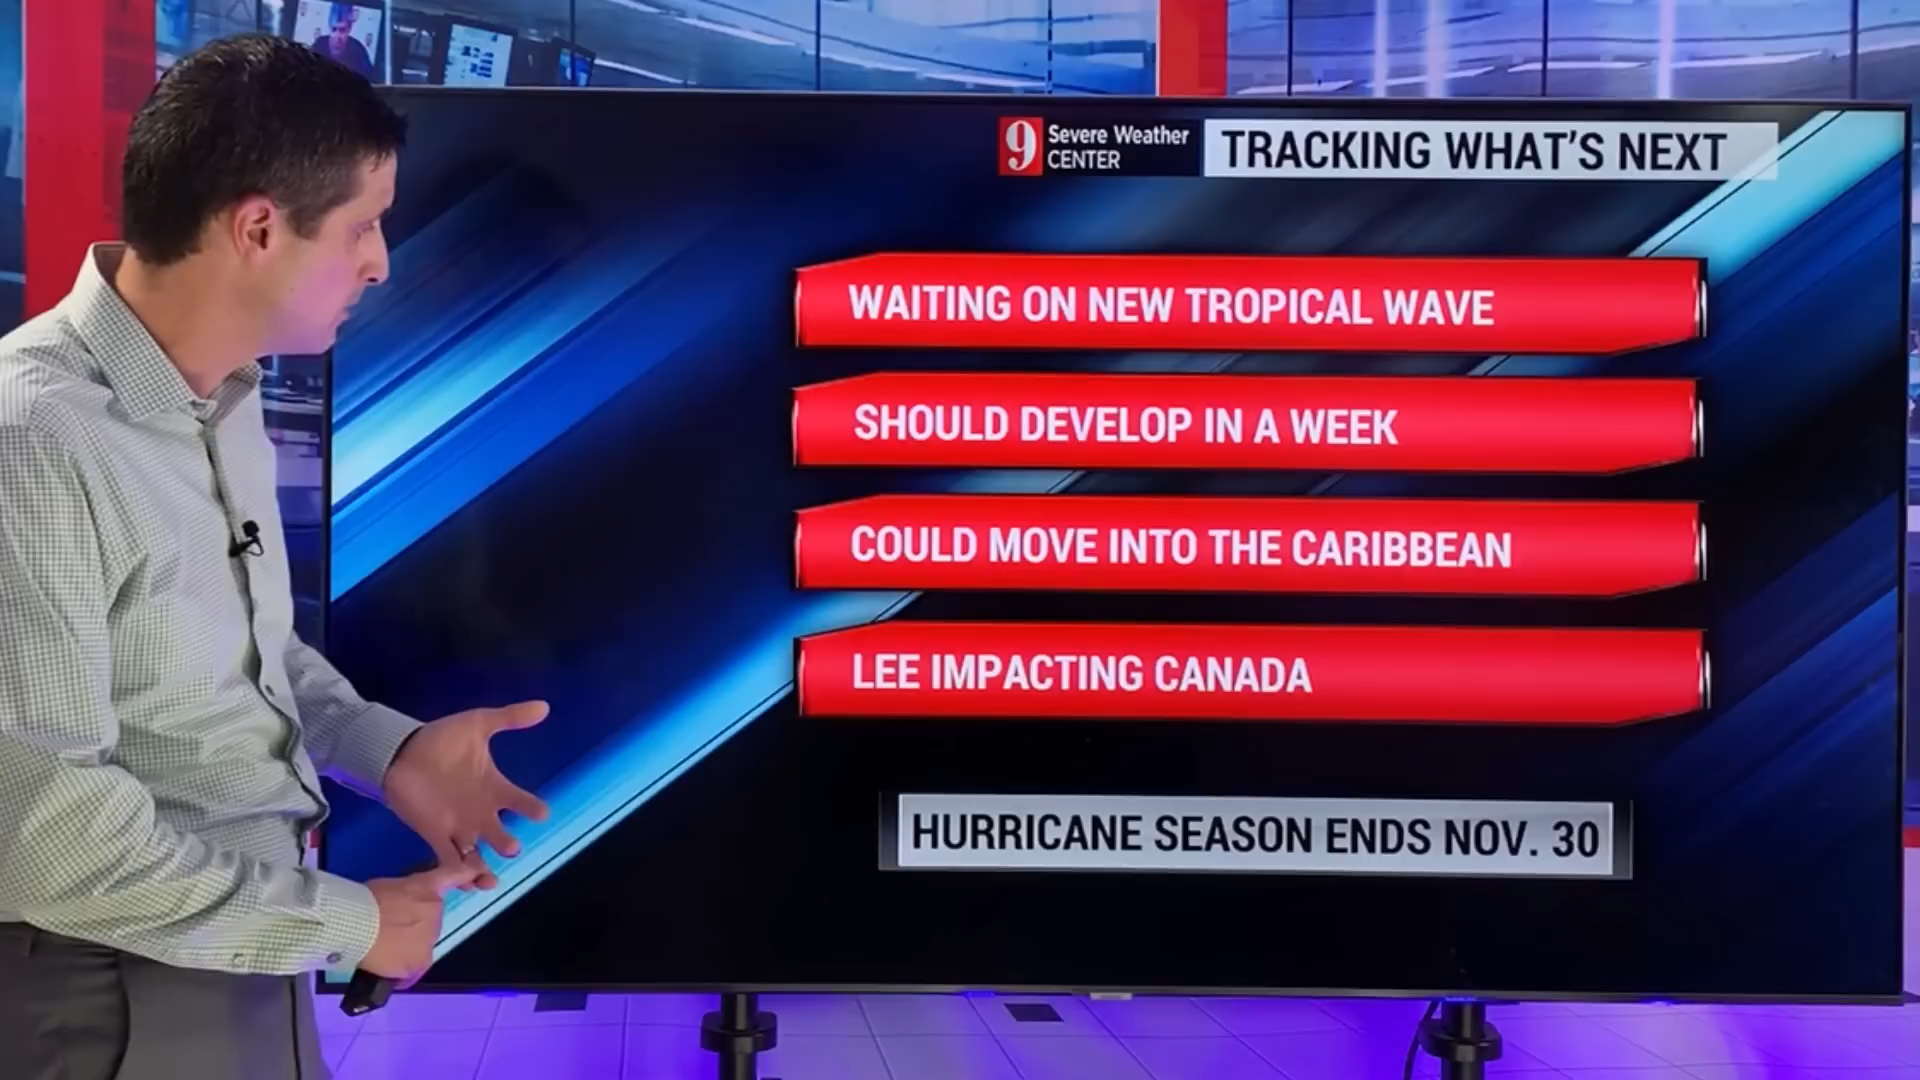 9 Severe Weather
CENTER
TRACKING WHAT'S NEXT
WAITING ON NEW TROPICAL WAVE
SHOULD DEVELOP IN A WEEK
COULD MOVE INTO THE CARIBBEAN
LEE IMPACTING CANADA
HURRICANE SEASON ENDS NOV. 30